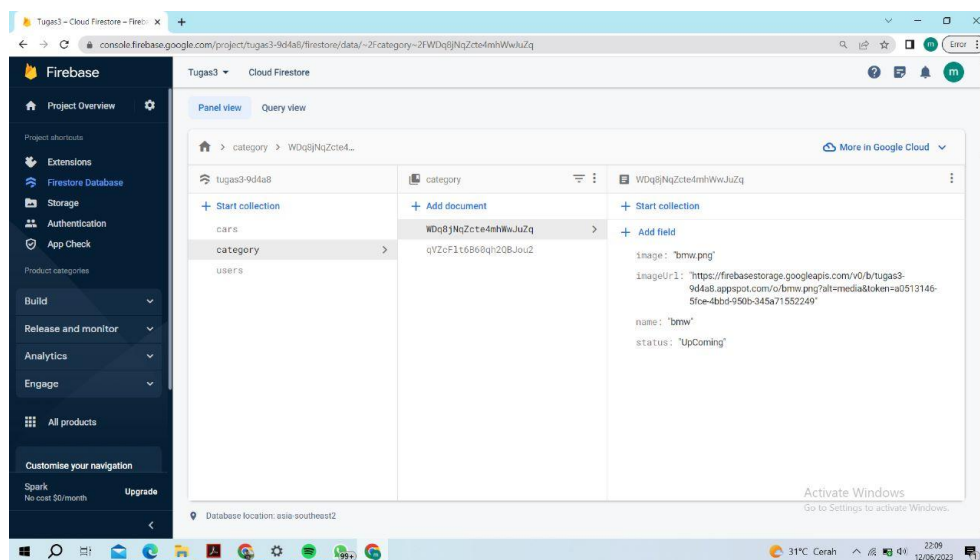 Tugas3 – Cloud Firestore – Fireb
console.firebase.google.com/project/tugas3-9d4a8/firestore/data/~2Fcategory~2FWDq8jNqZcte4mhWwJuZq
m
Error
Firebase
Tugas3
Cloud Firestore
m
Project Overview
Panel view
Query view
Project shortcuts
Extensions
Firestore Database
Storage
Authentication
App Check
Product categories
Build
Release and monitor
Analytics
Engage
All products
Customise your navigation
Spark
No cost $0/month
Upgrade
> category > WDq8jNqZcte4...
More in Google Cloud
tugas3-9d4a8
category
WDq8jNqZcte4mhWwJuZq
+ Start collection
+ Add document
+ Start collection
cars
category
users
WDq8jNqZcte4mhWwJuZq
+ Add field
image: "bmw.png"
imageUrl: "https://firebasestorage.googleapis.com/v0/b/tugas3-
9d4a8.appspot.com/o/bmw.png?alt=media&token=a0513146-
5fce-4bbd-950b-345a71552249"
name: "bmw"
status: "UpComing"
Database location: asia-southeast2
Activate Windows
Go to Settings to activate Windows.
99+
31°C Cerah
22:09
12/06/2023